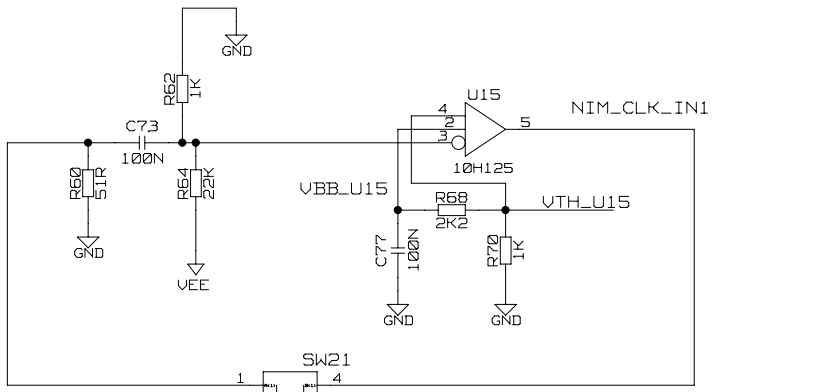 GND
R62
1K
U15
NIM_CLK_IN1
4
2
3
5
C73
100N
10H125
R60
51R
R64
22K
VBB_U15
R68
2K2
VTH_U15
GND
VEE
C77
100N
R70
1K
GND
GND
SW21
1
4